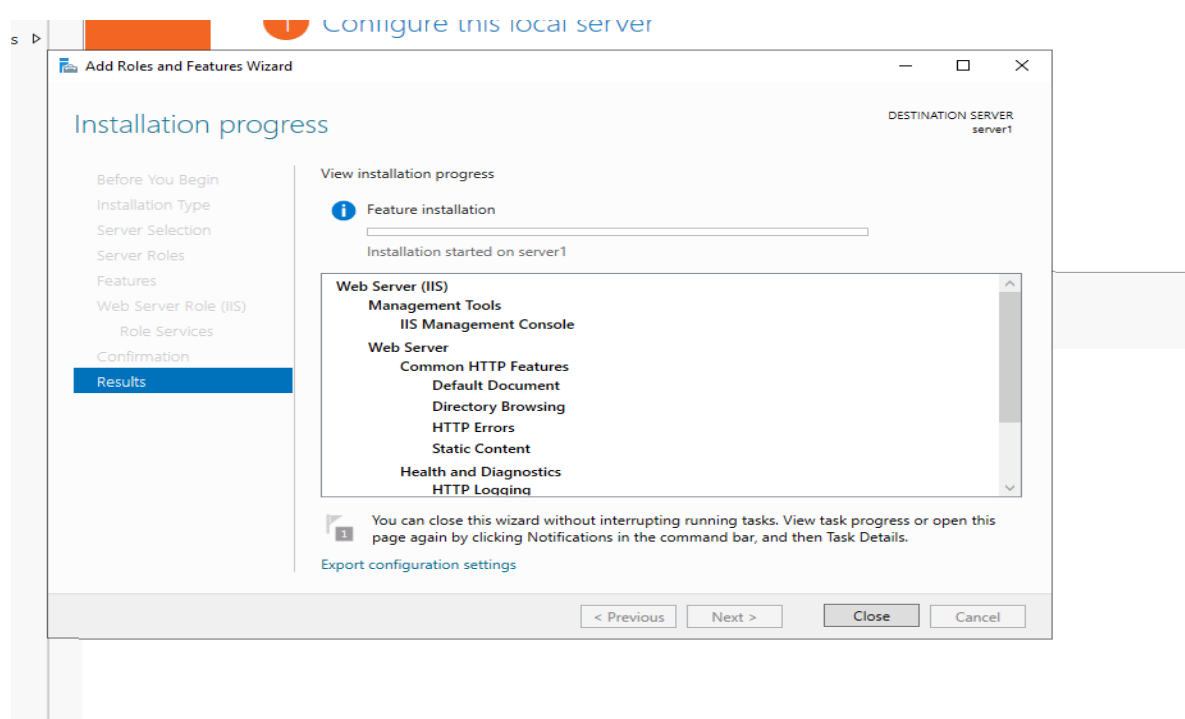 1 Configure this local server
s
Add Roles and Features Wizard
Installation progress
DESTINATION SERVER
server1
Before You Begin
Installation Type
Server Selection
Server Roles
Features
Web Server Role (IIS)
Role Services
Confirmation
Results
View installation progress
Feature installation
Installation started on server1
Web Server (IIS)
Management Tools
IIS Management Console
Web Server
Common HTTP Features
Default Document
Directory Browsing
HTTP Errors
Static Content
Health and Diagnostics
HTTP Logging
1
You can close this wizard without interrupting running tasks. View task progress or open this
page again by clicking Notifications in the command bar, and then Task Details.
Export configuration settings
< Previous
Next >
Close
Cancel